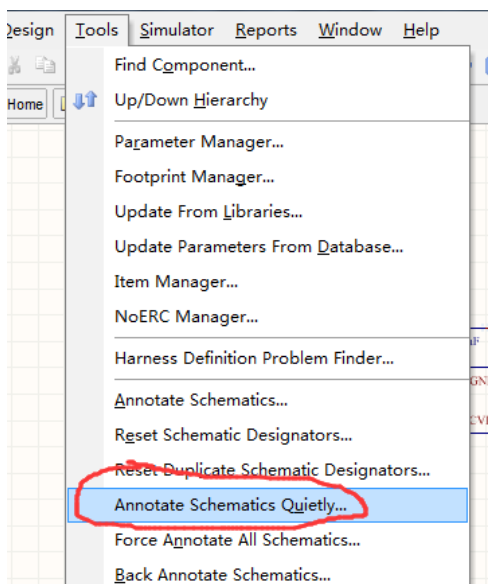 Design Tools Simulator Reports Window Help
Find Component...
Home
Up/Down Hierarchy
Parameter Manager...
Footprint Manager...
Update From Libraries...
Update Parameters From Database...
Item Manager...
NoERC Manager...
Harness Definition Problem Finder...
GN
Annotate Schematics...
Reset Schematic Designators...
Reset Duplicate Schematic Designators...
Annotate Schematics Quietly...
Force Annotate All Schematics...
Back Annotate Schematics...